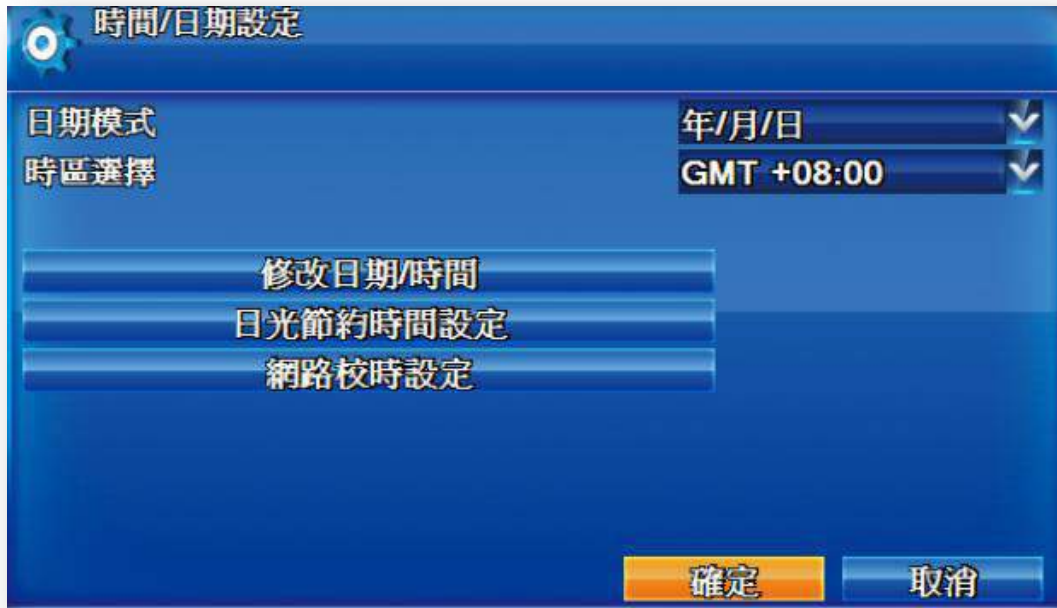 時間/日期設定
日期模式 年/月/日
時區選擇 GMT +08:00
修改日期/時間
日光節約時間設定
網路校時設定
確定 取消